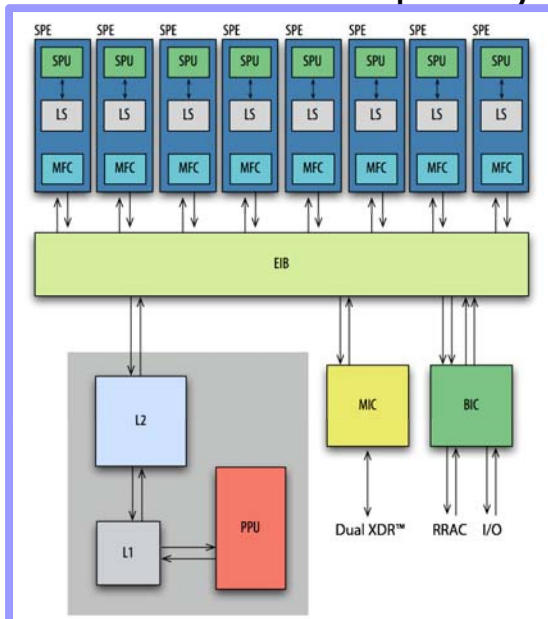 SPE SPE SPE SPE SPE SPE SPE SPE
SPU SPU SPU SPU SPU SPU SPU SPU
LS LS LS LS LS LS LS LS
MFC MFC MFC MFC MFC MFC MFC MFC
EIB
L2
MIC
BIC
PPU
L1
Dual XDR™ RRAC I/O